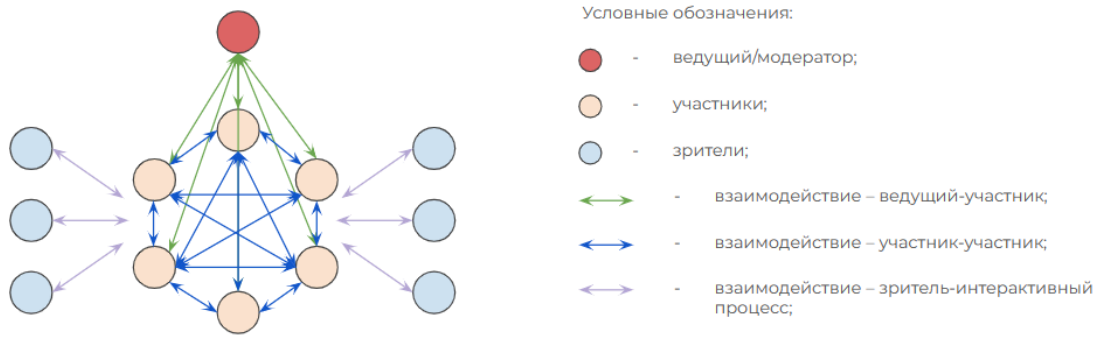 Условные обозначения:
- ведущий/модератор;
- участники;
- зрители;
- взаимодействие – ведущий-участник;
- взаимодействие – участник-участник;
- взаимодействие – зритель-интерактивный
процесс;